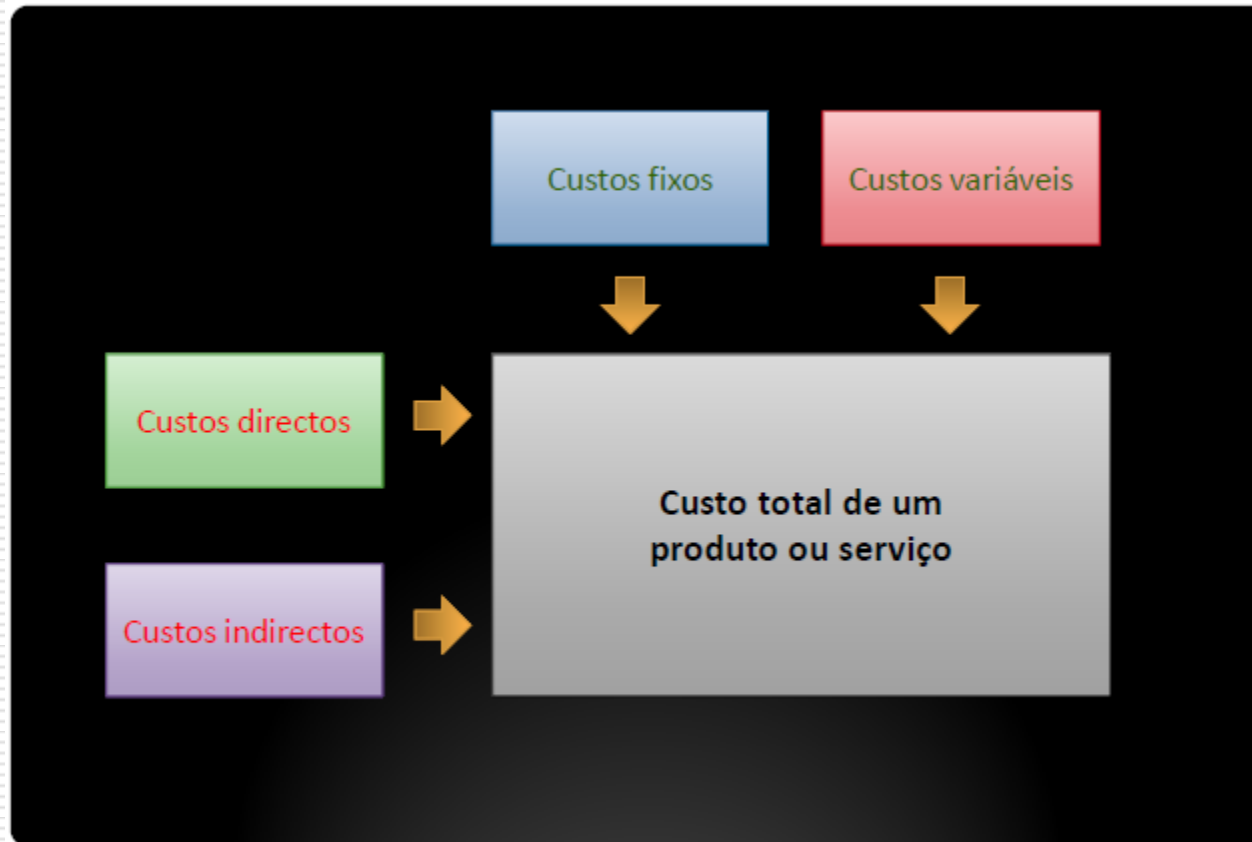 Custos fixos
Custos variáveis
Custos directos
Custo total de um
produto ou serviço
Custos indirectos